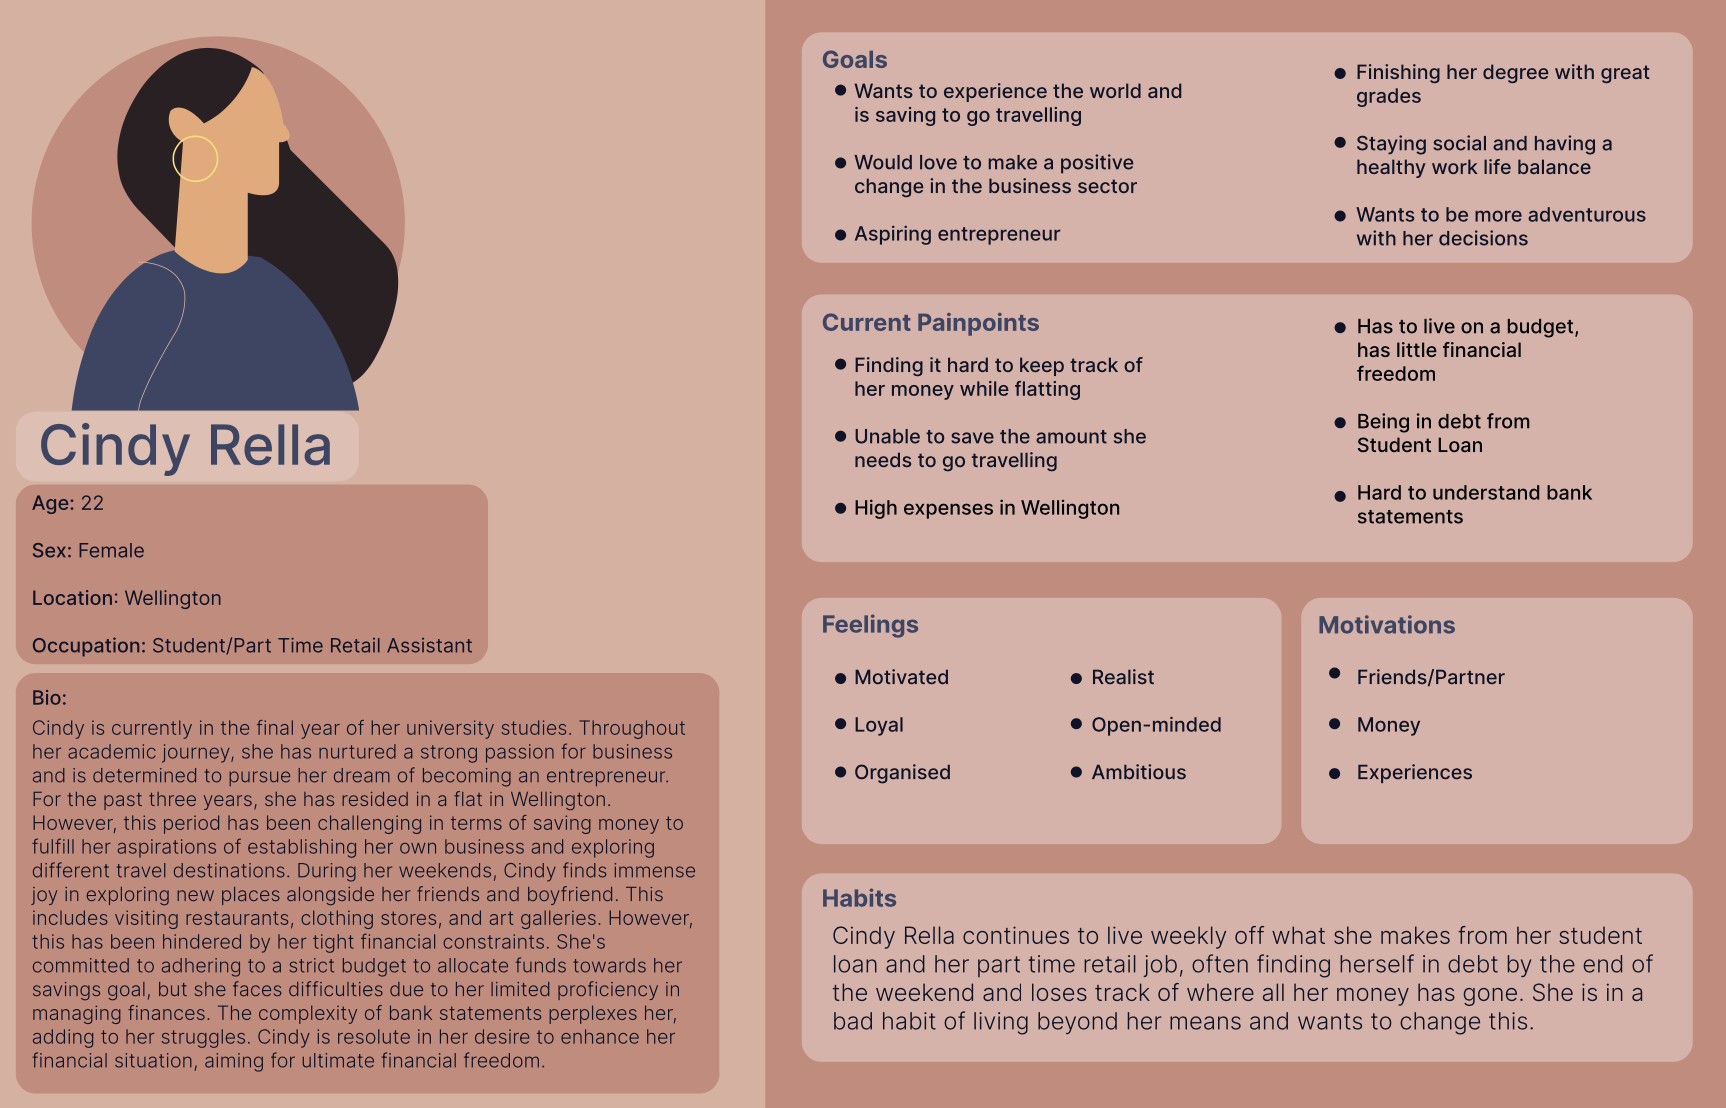 Cindy Rella
Age: 22
Sex: Female
Location: Wellington
Occupation: Student/Part Time Retail Assistant
Bio:
Cindy is currently in the final year of her university studies. Throughout
her academic journey, she has nurtured a strong passion for business
and is determined to pursue her dream of becoming an entrepreneur.
For the past three years, she has resided in a flat in Wellington.
However, this period has been challenging in terms of saving money to
fulfill her aspirations of establishing her own business and exploring
different travel destinations. During her weekends, Cindy finds immense
joy in exploring new places alongside her friends and boyfriend. This
includes visiting restaurants, clothing stores, and art galleries. However,
this has been hindered by her tight financial constraints. She's
committed to adhering to a strict budget to allocate funds towards her
savings goal, but she faces difficulties due to her limited proficiency in
managing finances. The complexity of bank statements perplexes her,
adding to her struggles. Cindy is resolute in her desire to enhance her
financial situation, aiming for ultimate financial freedom.
Goals
Wants to experience the world and
is saving to go travelling
Would love to make a positive
change in the business sector
Aspiring entrepreneur
Finishing her degree with great
grades
Staying social and having a
healthy work life balance
Wants to be more adventurous
with her decisions
Current Painpoints
Finding it hard to keep track of
her money while flatting
Unable to save the amount she
needs to go travelling
High expenses in Wellington
Has to live on a budget,
has little financial
freedom
Being in debt from
Student Loan
Hard to understand bank
statements
Feelings
Motivated
Loyal
Organised
Realist
Open-minded
Ambitious
Motivations
Friends/Partner
Money
Experiences
Habits
Cindy Rella continues to live weekly off what she makes from her student
loan and her part time retail job, often finding herself in debt by the end of
the weekend and loses track of where all her money has gone. She is in a
bad habit of living beyond her means and wants to change this.